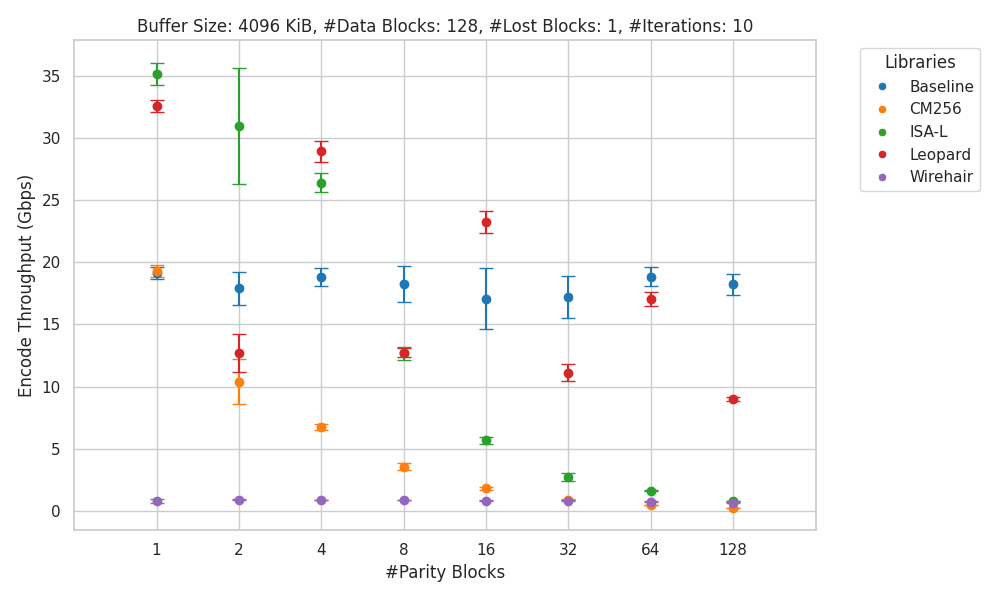 Buffer Size: 4096 KiB, #Data Blocks: 128, #Lost Blocks: 1, #Iterations: 10
Encode Throughput (Gbps)
35
30
25
20
15
10
5
0
1 2 4 8 16 32 64 128
#Parity Blocks
Libraries
Baseline
CM256
ISA-L
Leopard
Wirehair